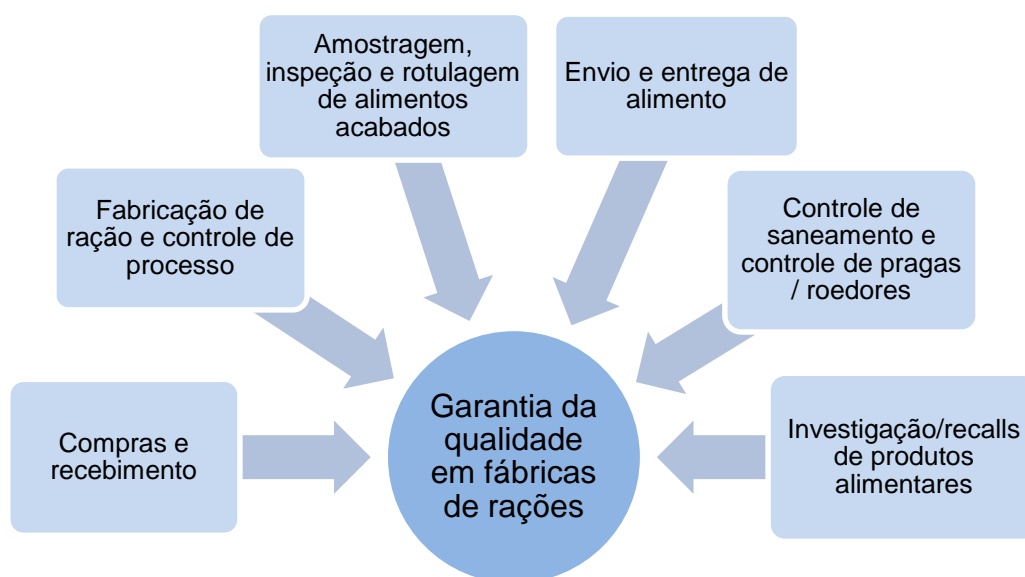 Amostragem,
inspeção e rotulagem
de alimentos
acabados
Envio e entrega de
alimento
Fabricação de
ração e controle de
processo
Controle de
saneamento e
controle de pragas
/ roedores
Compras e
recebimento
Garantia da
qualidade
em fábricas
de rações
Investigação/recalls
de produtos
alimentares